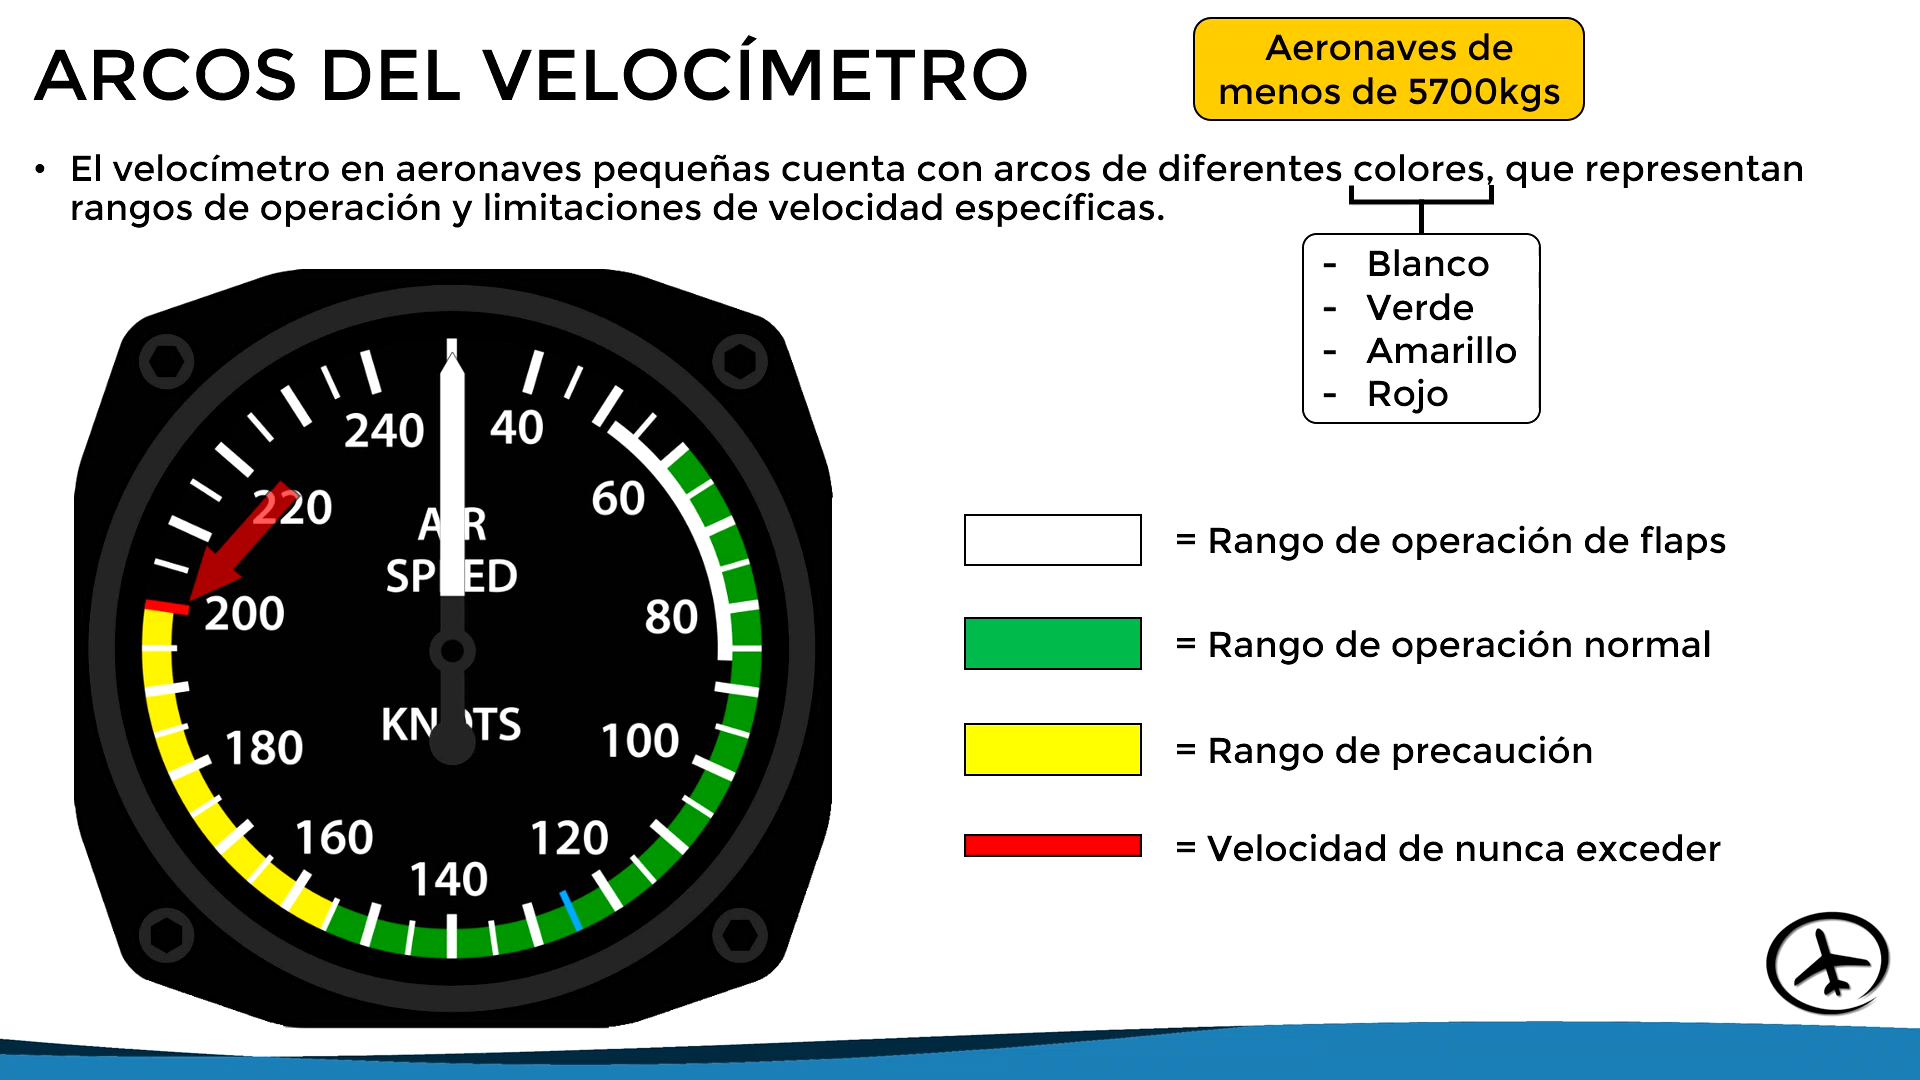 ARCOS DEL VELOCÍMETRO
Aeronaves de
menos de 5700kgs
• El velocímetro en aeronaves pequeñas cuenta con arcos de diferentes colores, que representan
rangos de operación y limitaciones de velocidad específicas.
- Blanco
- Verde
- Amarillo
- Rojo
240
40
60
80
100
120
140
160
180
200
220
AIR
SPEED
KNOTS
= Rango de operación de flaps
= Rango de operación normal
= Rango de precaución
= Velocidad de nunca exceder